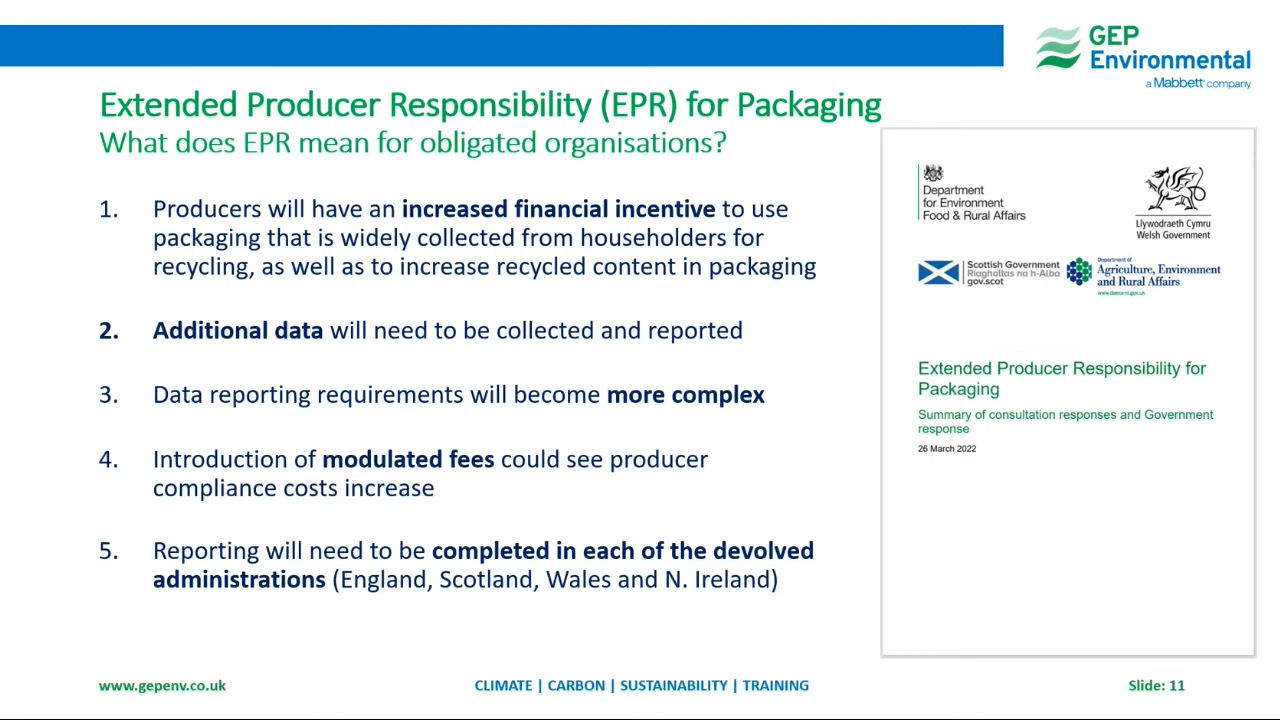 GEP
Environmental
a Mabbett company
Extended Producer Responsibility (EPR) for Packaging
What does EPR mean for obligated organisations?
1. Producers will have an increased financial incentive to use
packaging that is widely collected from householders for
recycling, as well as to increase recycled content in packaging
2. Additional data will need to be collected and reported
3. Data reporting requirements will become more complex
4. Introduction of modulated fees could see producer
compliance costs increase
5. Reporting will need to be completed in each of the devolved
administrations (England, Scotland, Wales and N. Ireland)
Department
for Environment
Food & Rural Affairs
Llywodraeth Cymru
Welsh Government
Scottish Government
Riaghaltas na h-Alba
gov.scot
Department of
Agriculture, Environment
and Rural Affairs
Extended Producer Responsibility for
Packaging
Summary of consultation responses and Government
response
26 March 2022
www.gepenv.co.uk
CLIMATE | CARBON | SUSTAINABILITY | TRAINING
Slide: 11